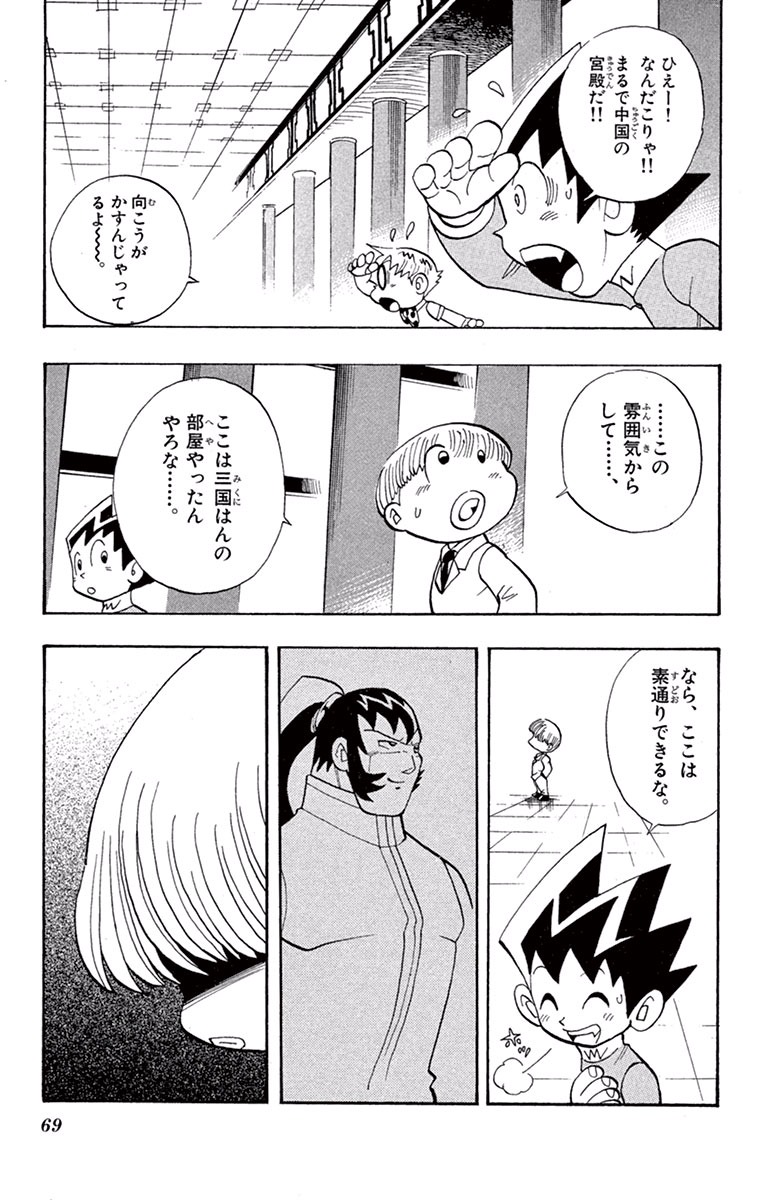 ひえー！
なんだこりゃ!!
まるで中国の
宮殿だ!!
向こうが
かすんじゃって
るよ〜〜。
……この
雰囲気から
して……、
ここは三国はんの
部屋やったん
やろな……。
なら、ここは
素通りできるな。
69